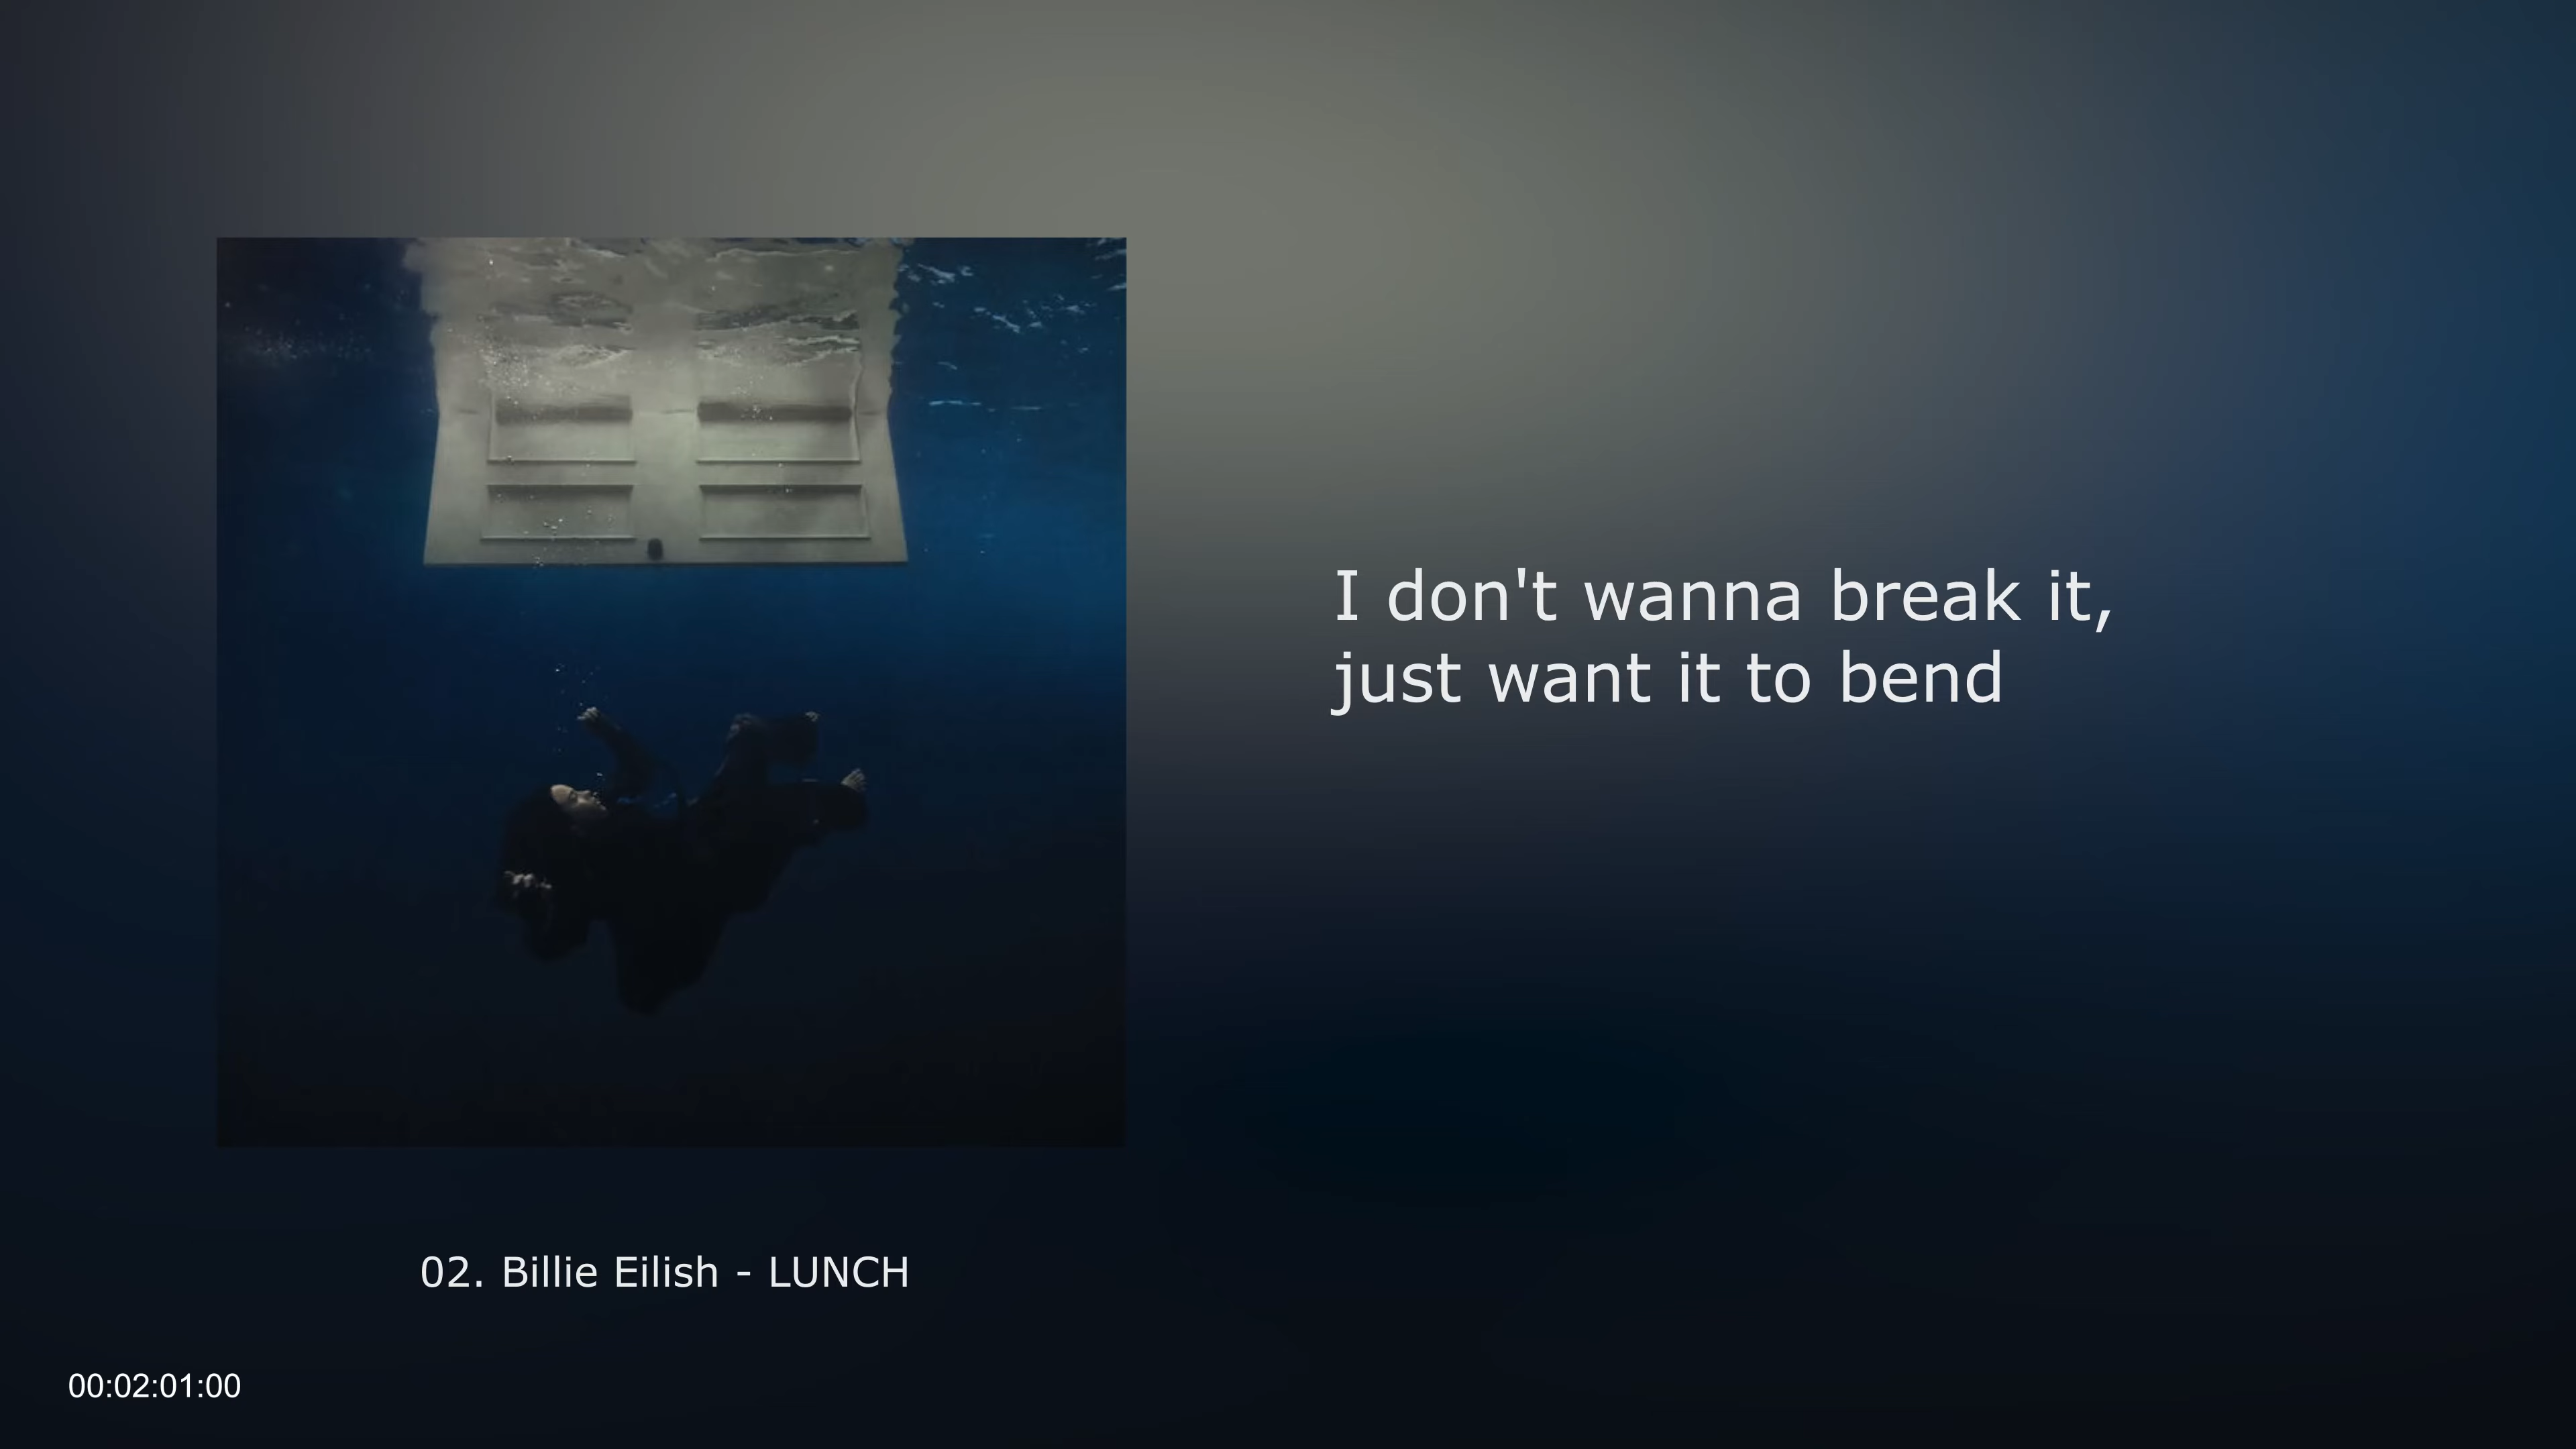 I don't wanna break it,
just want it to bend
02. Billie Eilish - LUNCH
00:02:01:00